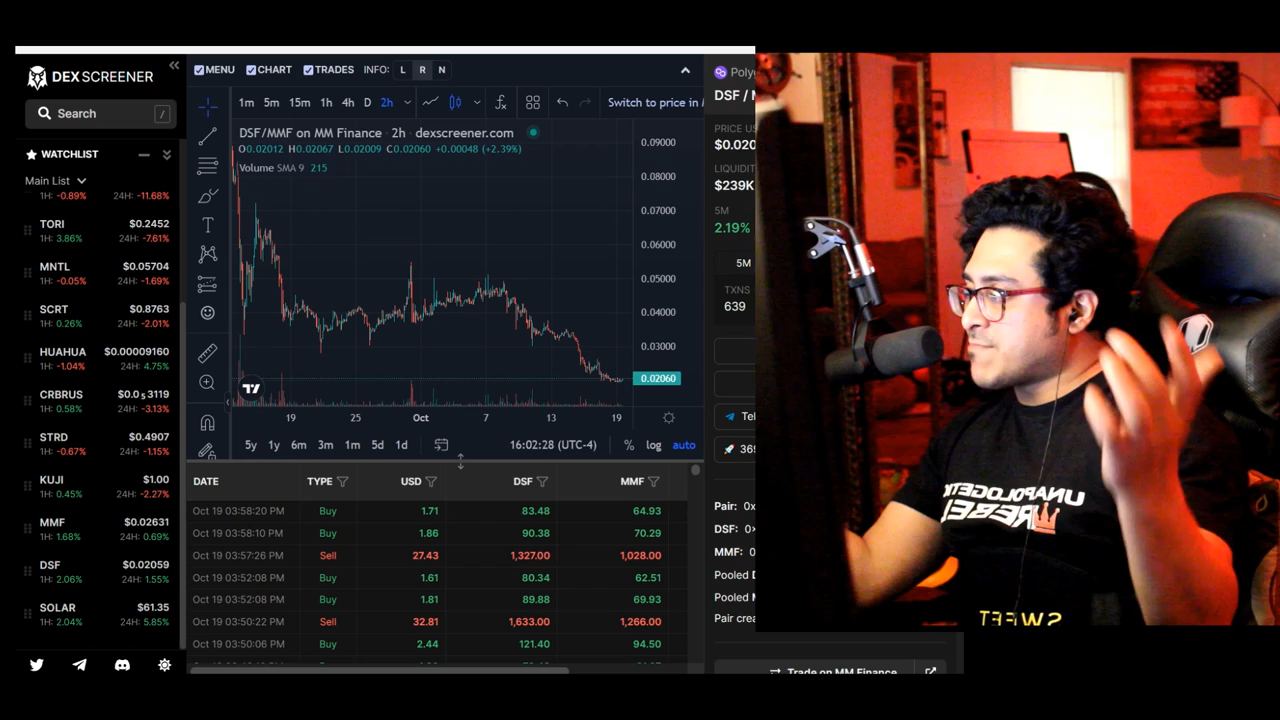 DEX SCREENER
Search /
WATCHLIST
Main List
1H: -0.89% 24H: -11.68%
TORI $0.2452
1H: 3.86% 24H: -7.61%
MNTL $0.05704
1H: -0.05% 24H: -1.69%
SCRT $0.8763
1H: 0.26% 24H: -2.01%
HUAHUA $0.00009160
1H: -1.04% 24H: 4.75%
CRBRUS $0.0₅3119
1H: 0.58% 24H: -3.13%
STRD $0.4907
1H: -0.67% 24H: -1.15%
KUJI $1.00
1H: 0.45% 24H: -2.27%
MMF $0.02631
1H: 1.68% 24H: 0.69%
DSF $0.02059
1H: 2.06% 24H: 1.55%
SOLAR $61.35
1H: 2.04% 24H: 5.85%
MENU CHART TRADES INFO: L R N
1m 5m 15m 1h 4h D 2h Switch to price in
DSF/MMF on MM Finance · 2h · dexscreener.com
O0.02012 H0.02067 L0.02009 C0.02060 +0.00048 (+2.39%)
Volume SMA 9 215
0.09000
0.08000
0.07000
0.06000
0.05000
0.04000
0.03000
0.02060
19 25 Oct 7 13 19
5y 1y 6m 3m 1m 5d 1d 16:02:28 (UTC-4) % log auto
DATE TYPE USD DSF MMF
Oct 19 03:58:20 PM Buy 1.71 83.48 64.93
Oct 19 03:58:10 PM Buy 1.86 90.38 70.29
Oct 19 03:57:26 PM Sell 27.43 1,327.00 1,028.00
Oct 19 03:52:08 PM Buy 1.61 80.34 62.51
Oct 19 03:52:08 PM Buy 1.81 89.88 69.93
Oct 19 03:50:22 PM Sell 32.81 1,633.00 1,266.00
Oct 19 03:50:06 PM Buy 2.44 121.40 94.50
Poly
DSF /
PRICE US
$0.020
LIQUIDIT
$239K
5M
2.19%
5M
TXNS
639
Tel
Pair: 0x
DSF:
MMF: 0
Pooled
Pooled
Pair crea
Trade on MM Finance
UNAPOLOGETIC
REBEL
SWEET